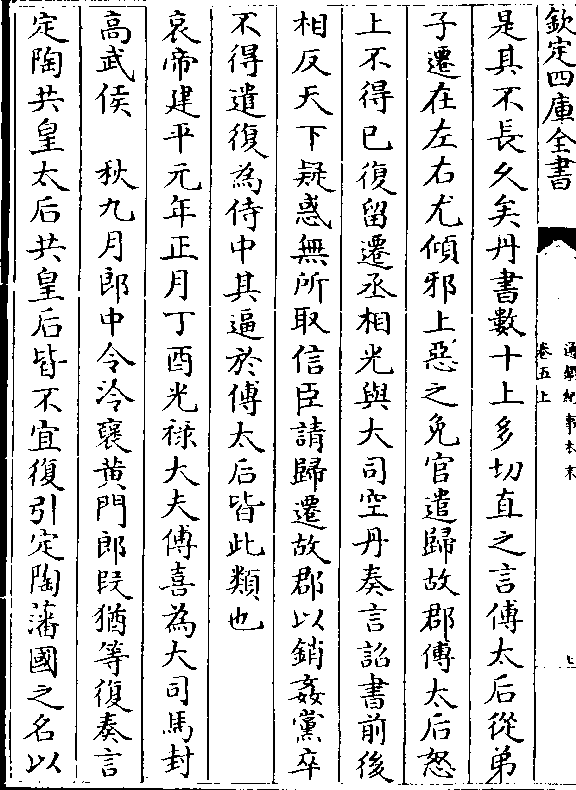 欽定四庫全書
通鑑紀事本末
卷五上
是其不長久矣丹書數十上多切直之言傅太后從弟
子遷在左右尤傾邪上惡之免官遣歸故郡傅太后怒
上不得已復留遷丞相光與大司空丹奏言詔書前後
相反天下疑惑無所取信臣請歸遷故郡以銷姦黨卒
不得遣復為侍中其逼於傅太后皆此類也
哀帝建平元年正月丁酉光祿大夫傅喜為大司馬封
高武侯　秋九月郎中令泠襃黃門郎段猶等復奏言
定陶共皇太后共皇后皆不宜復引定陶藩國之名以